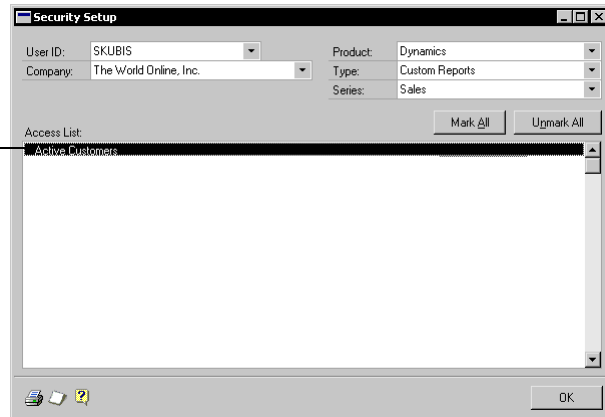 Security Setup
User ID: SKUBIS Product: Dynamics
Company: The World Online, Inc. Type: Custom Reports
Series: Sales
Mark All Unmark All
Access List:
Active Customers
OK